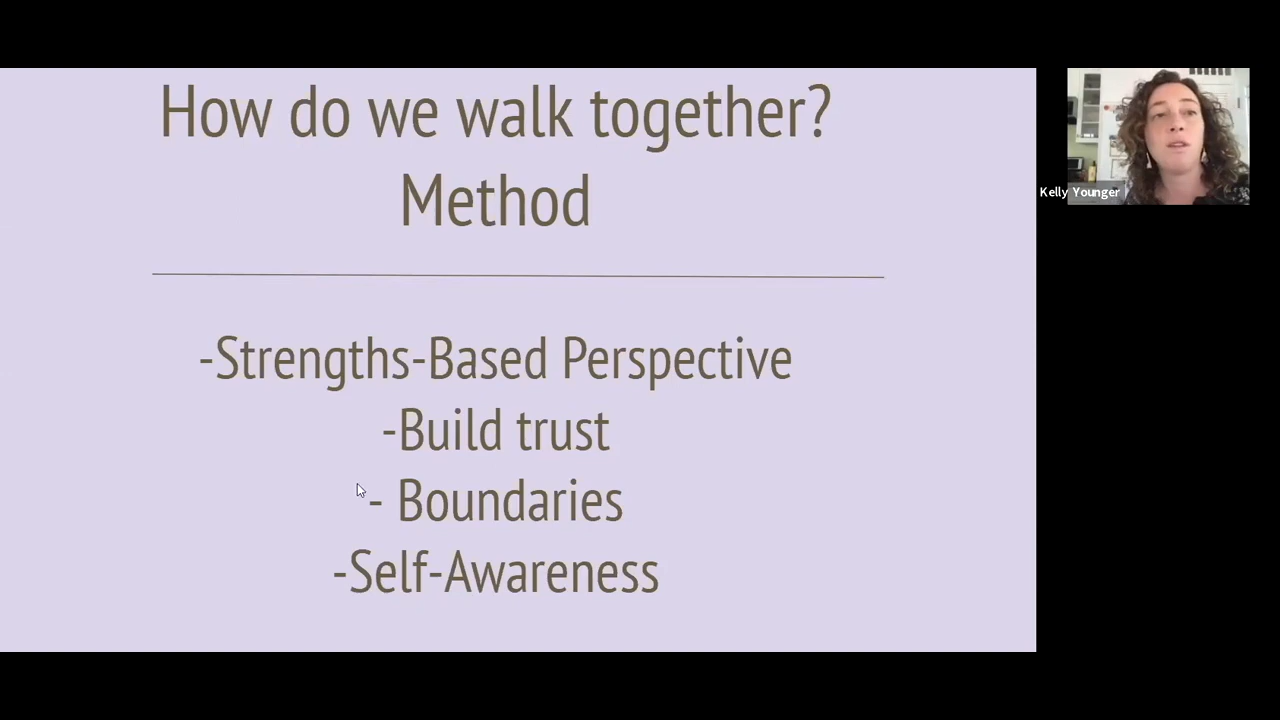 How do we walk together?
Method
-Strengths-Based Perspective
-Build trust
- Boundaries
-Self-Awareness
Kelly Younger